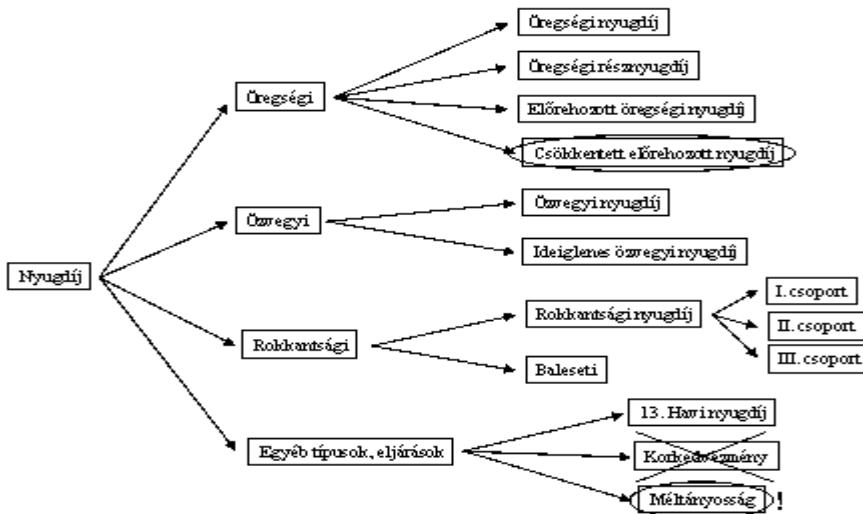 Nyugdíj
Öregségi
Öregségi nyugdíj
Öregségi résznyugdíj
Előrehozott öregségi nyugdíj
Csökkentett előrehozott nyugdíj
Özvegyi
Özvegyi nyugdíj
Ideiglenes özvegyi nyugdíj
Rokkantsági
Rokkantsági nyugdíj
I. csoport
II. csoport
III. csoport
Baleseti
Egyéb típusok, eljárások
13. Havi nyugdíj
Korkedvezmény
Méltányosság !